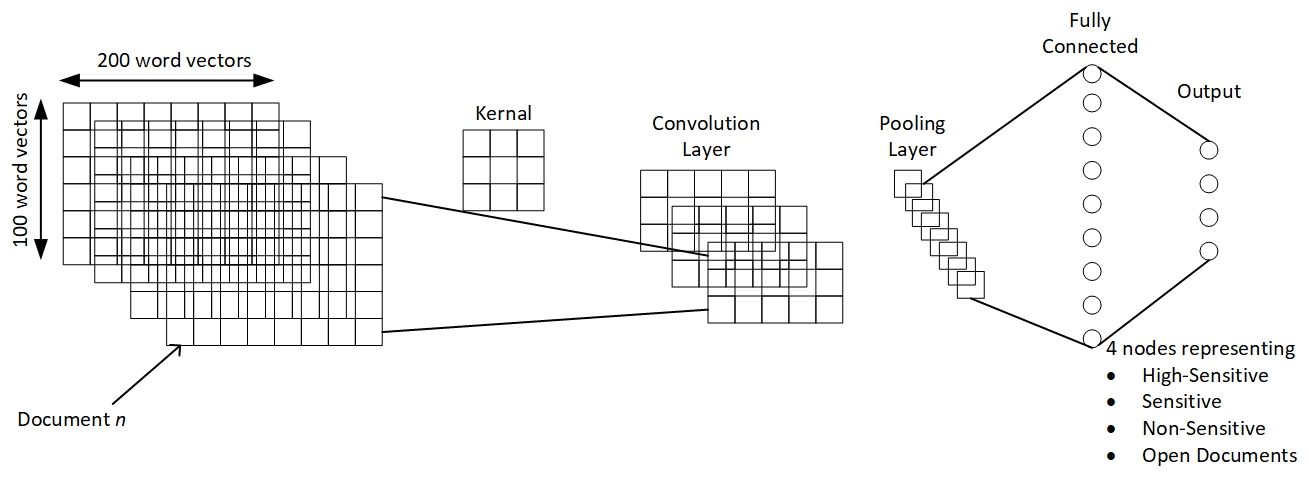 200 word vectors
100 word vectors
Document n
Kernal
Convolution
Layer
Pooling
Layer
Fully
Connected
Output
4 nodes representing
● High-Sensitive
● Sensitive
● Non-Sensitive
● Open Documents